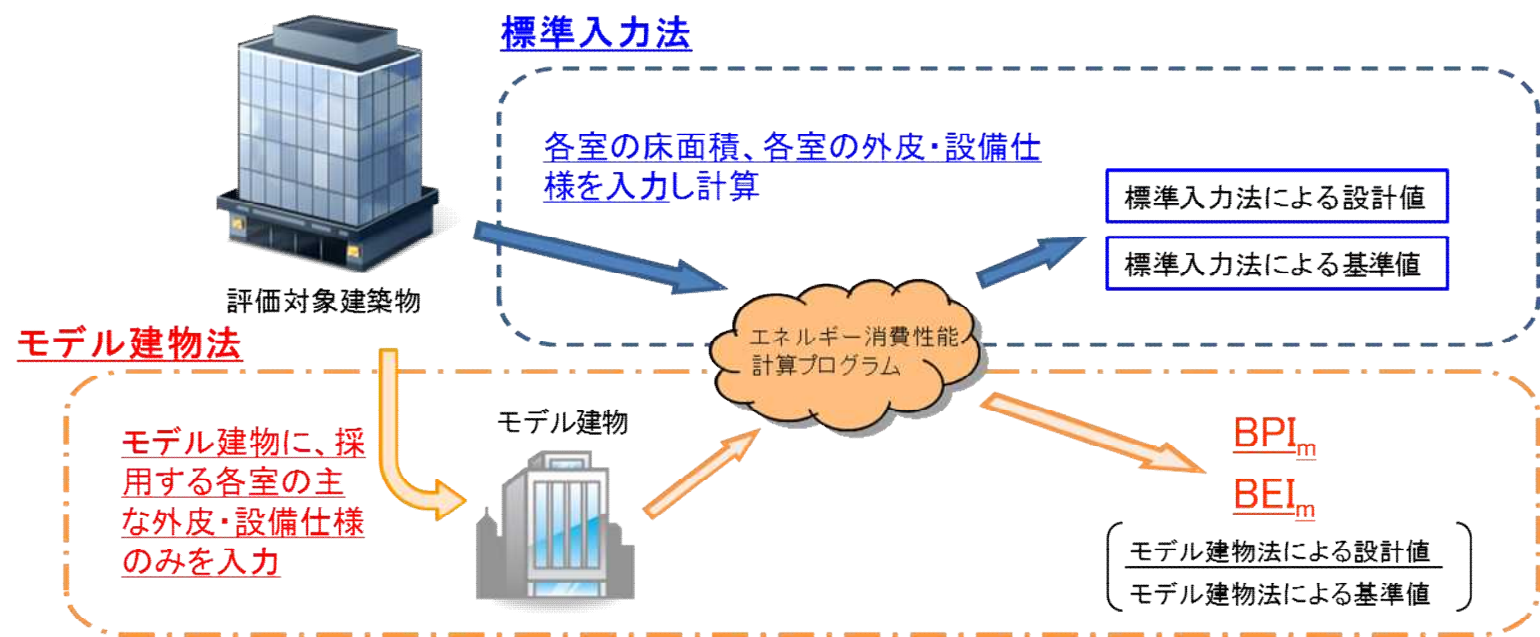 標準入力法
各室の床面積、各室の外皮・設備仕
様を入力し計算
標準入力法による設計値
標準入力法による基準値
評価対象建築物
エネルギー消費性能
計算プログラム
モデル建物法
モデル建物に、採
用する各室の主
な外皮・設備仕様
のみを入力
モデル建物
BPIm
BEIm
モデル建物法による設計値
モデル建物法による基準値